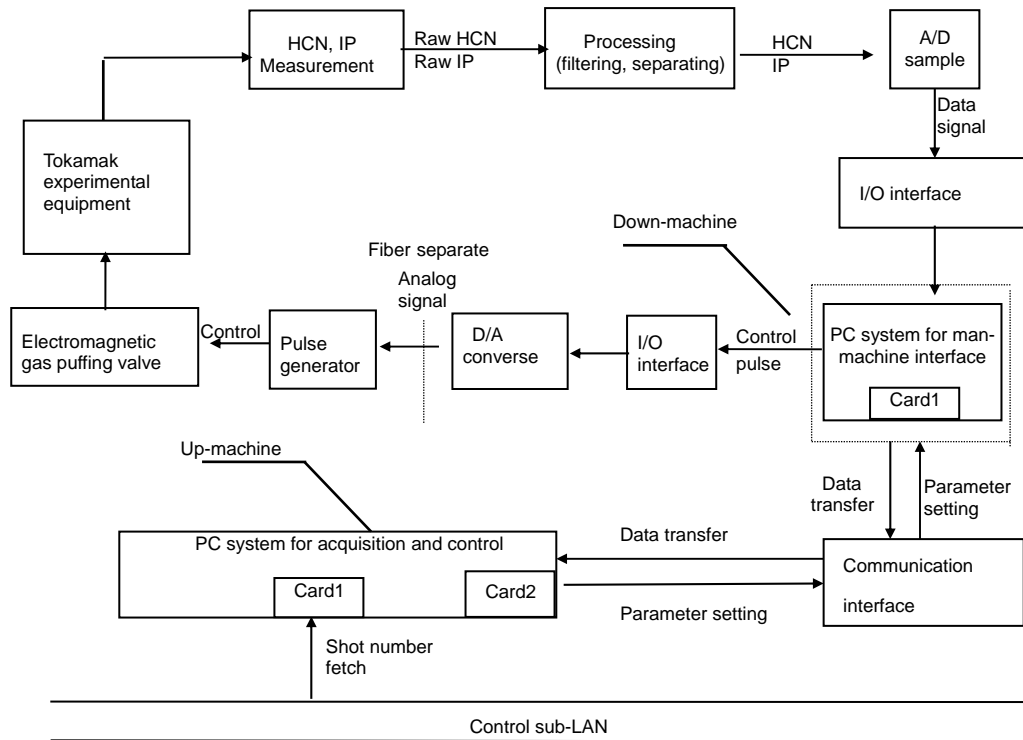 HCN, IP
Measurement
Raw HCN
Raw IP
Processing
(filtering, separating)
HCN
IP
A/D
sample
Data
signal
Tokamak
experimental
equipment
I/O interface
Down-machine
Fiber separate
Analog
signal
Electromagnetic
gas puffing valve
Control
Pulse
generator
D/A
converse
I/O
interface
Control
pulse
PC system for man-
machine interface
Card1
Up-machine
Data
transfer
Parameter
setting
PC system for acquisition and control
Card1
Card2
Data transfer
Parameter setting
Communication
interface
Shot number
fetch
Control sub-LAN